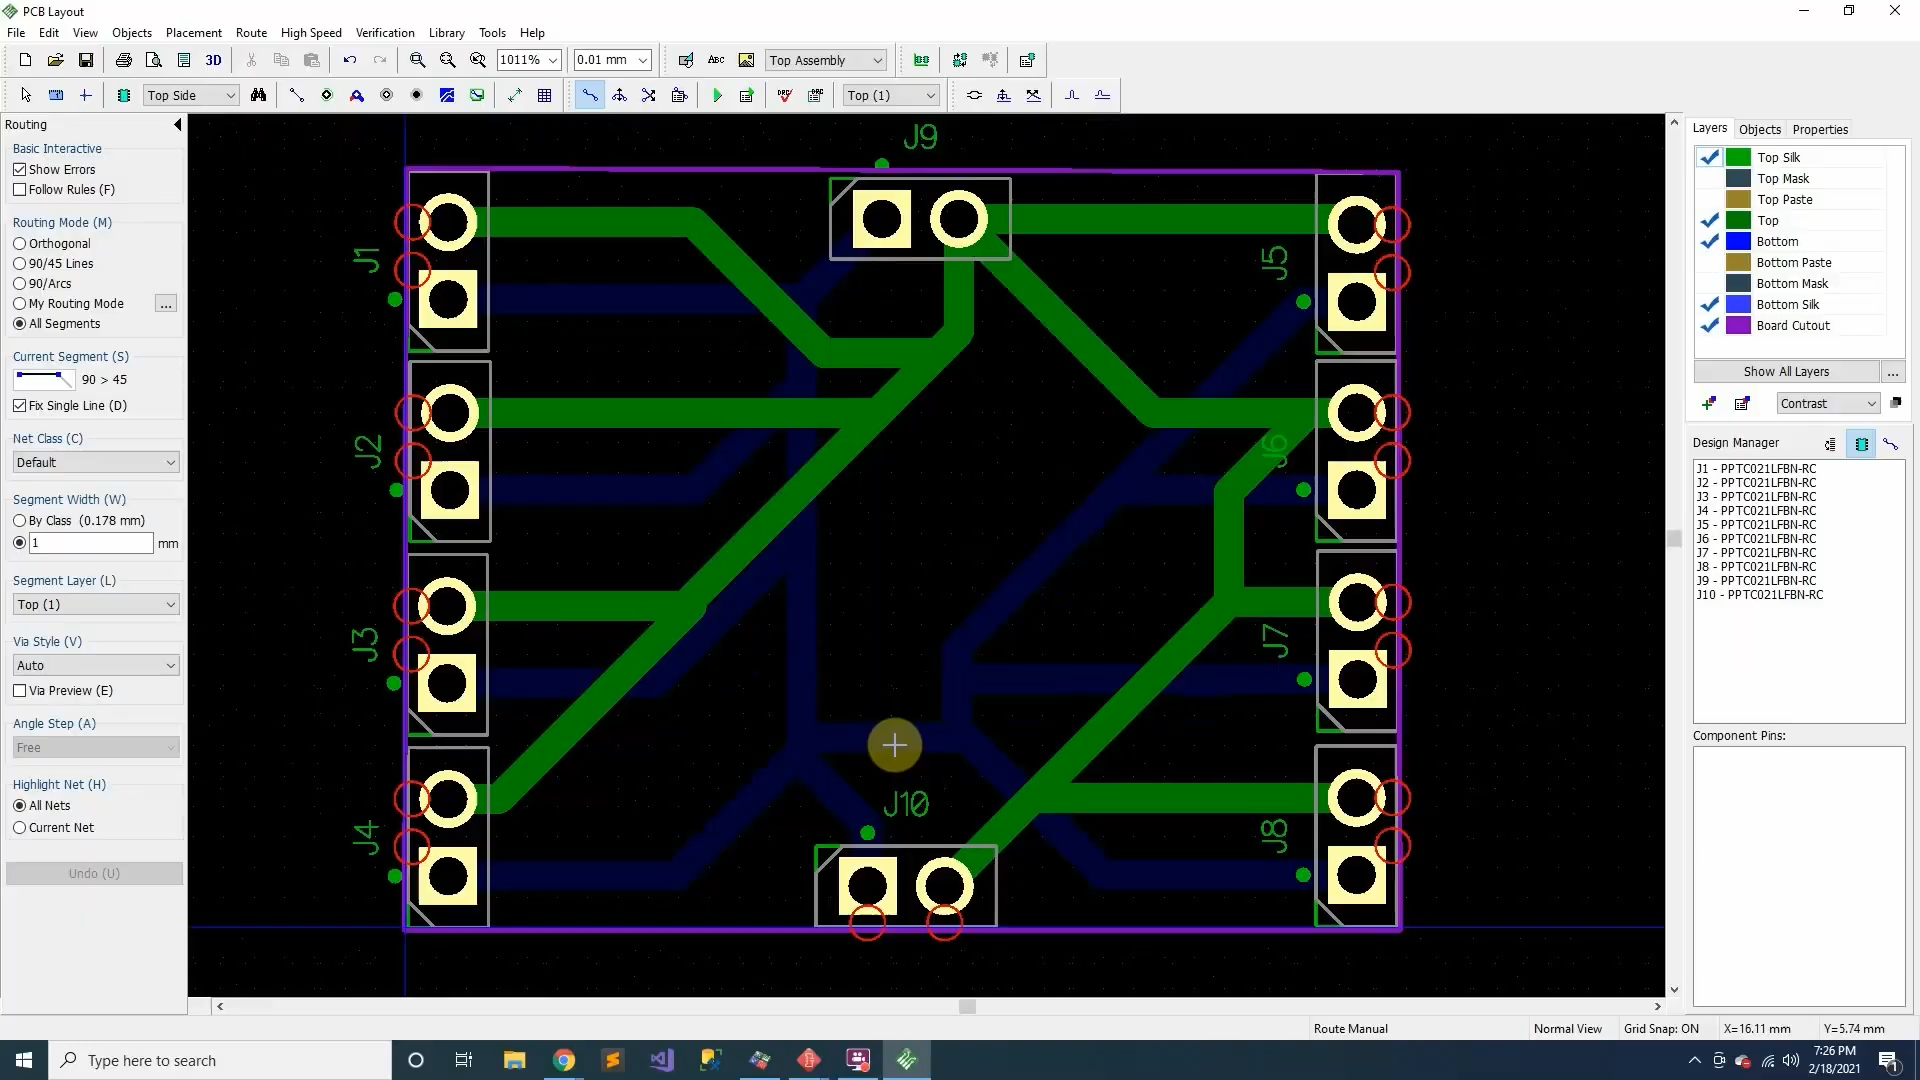 PCB Layout
File Edit View Objects Placement Route High Speed Verification Library Tools Help
3D 1011% 0.01 mm ABC Top Assembly
Top Side DRC DRC Top (1)
Routing
Basic Interactive
Show Errors
Follow Rules (F)
Routing Mode (M)
Orthogonal
90/45 Lines
90/Arcs
My Routing Mode ...
All Segments
Current Segment (S)
90 > 45
Fix Single Line (D)
Net Class (C)
Default
Segment Width (W)
By Class (0.178 mm)
1 mm
Segment Layer (L)
Top (1)
Via Style (V)
Auto
Via Preview (E)
Angle Step (A)
Free
Highlight Net (H)
All Nets
Current Net
Undo (U)
J9
J1
J5
J2
J6
J3
J7
J10
J4
J8
Layers Objects Properties
Top Silk
Top Mask
Top Paste
Top
Bottom
Bottom Paste
Bottom Mask
Bottom Silk
Board Cutout
Show All Layers ...
Contrast
Design Manager
J1 - PPTC021LFBN-RC
J2 - PPTC021LFBN-RC
J3 - PPTC021LFBN-RC
J4 - PPTC021LFBN-RC
J5 - PPTC021LFBN-RC
J6 - PPTC021LFBN-RC
J7 - PPTC021LFBN-RC
J8 - PPTC021LFBN-RC
J9 - PPTC021LFBN-RC
J10 - PPTC021LFBN-RC
Component Pins:
Route Manual Normal View Grid Snap: ON X=16.11 mm Y=5.74 mm
Type here to search
7:26 PM
2/18/2021
1